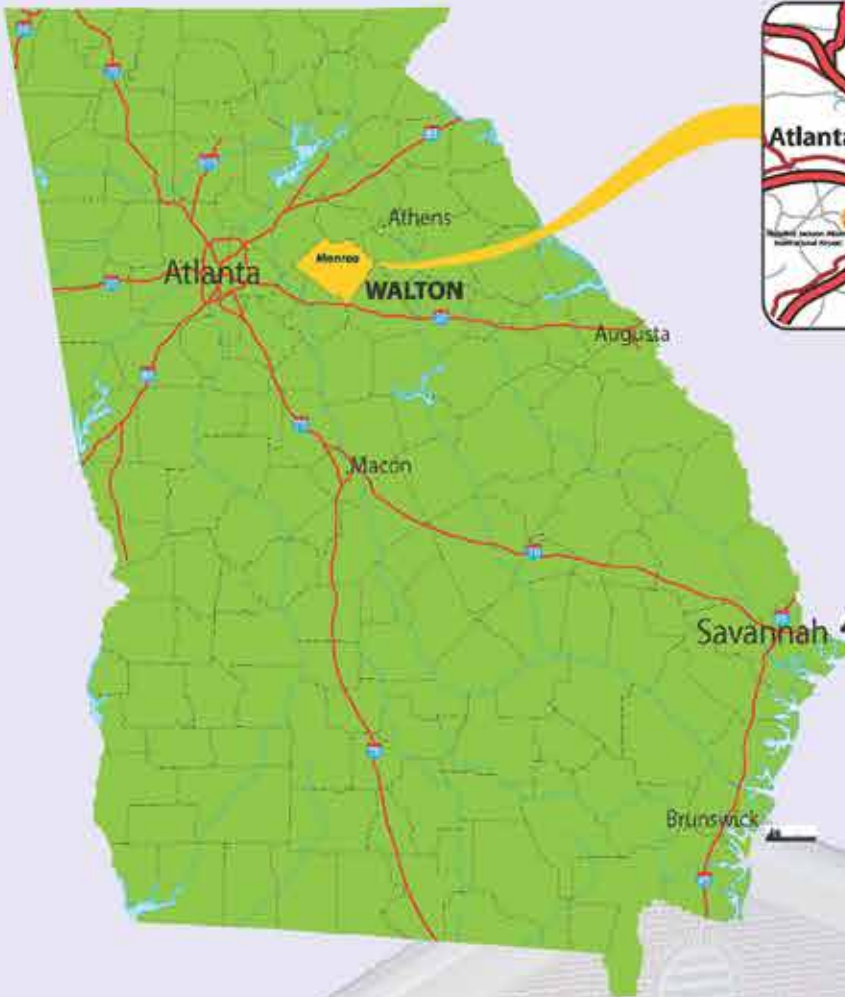 Atlanta
Athens
Monroe
Atlanta
WALTON
Augusta
Macon
Savannah
Brunswick